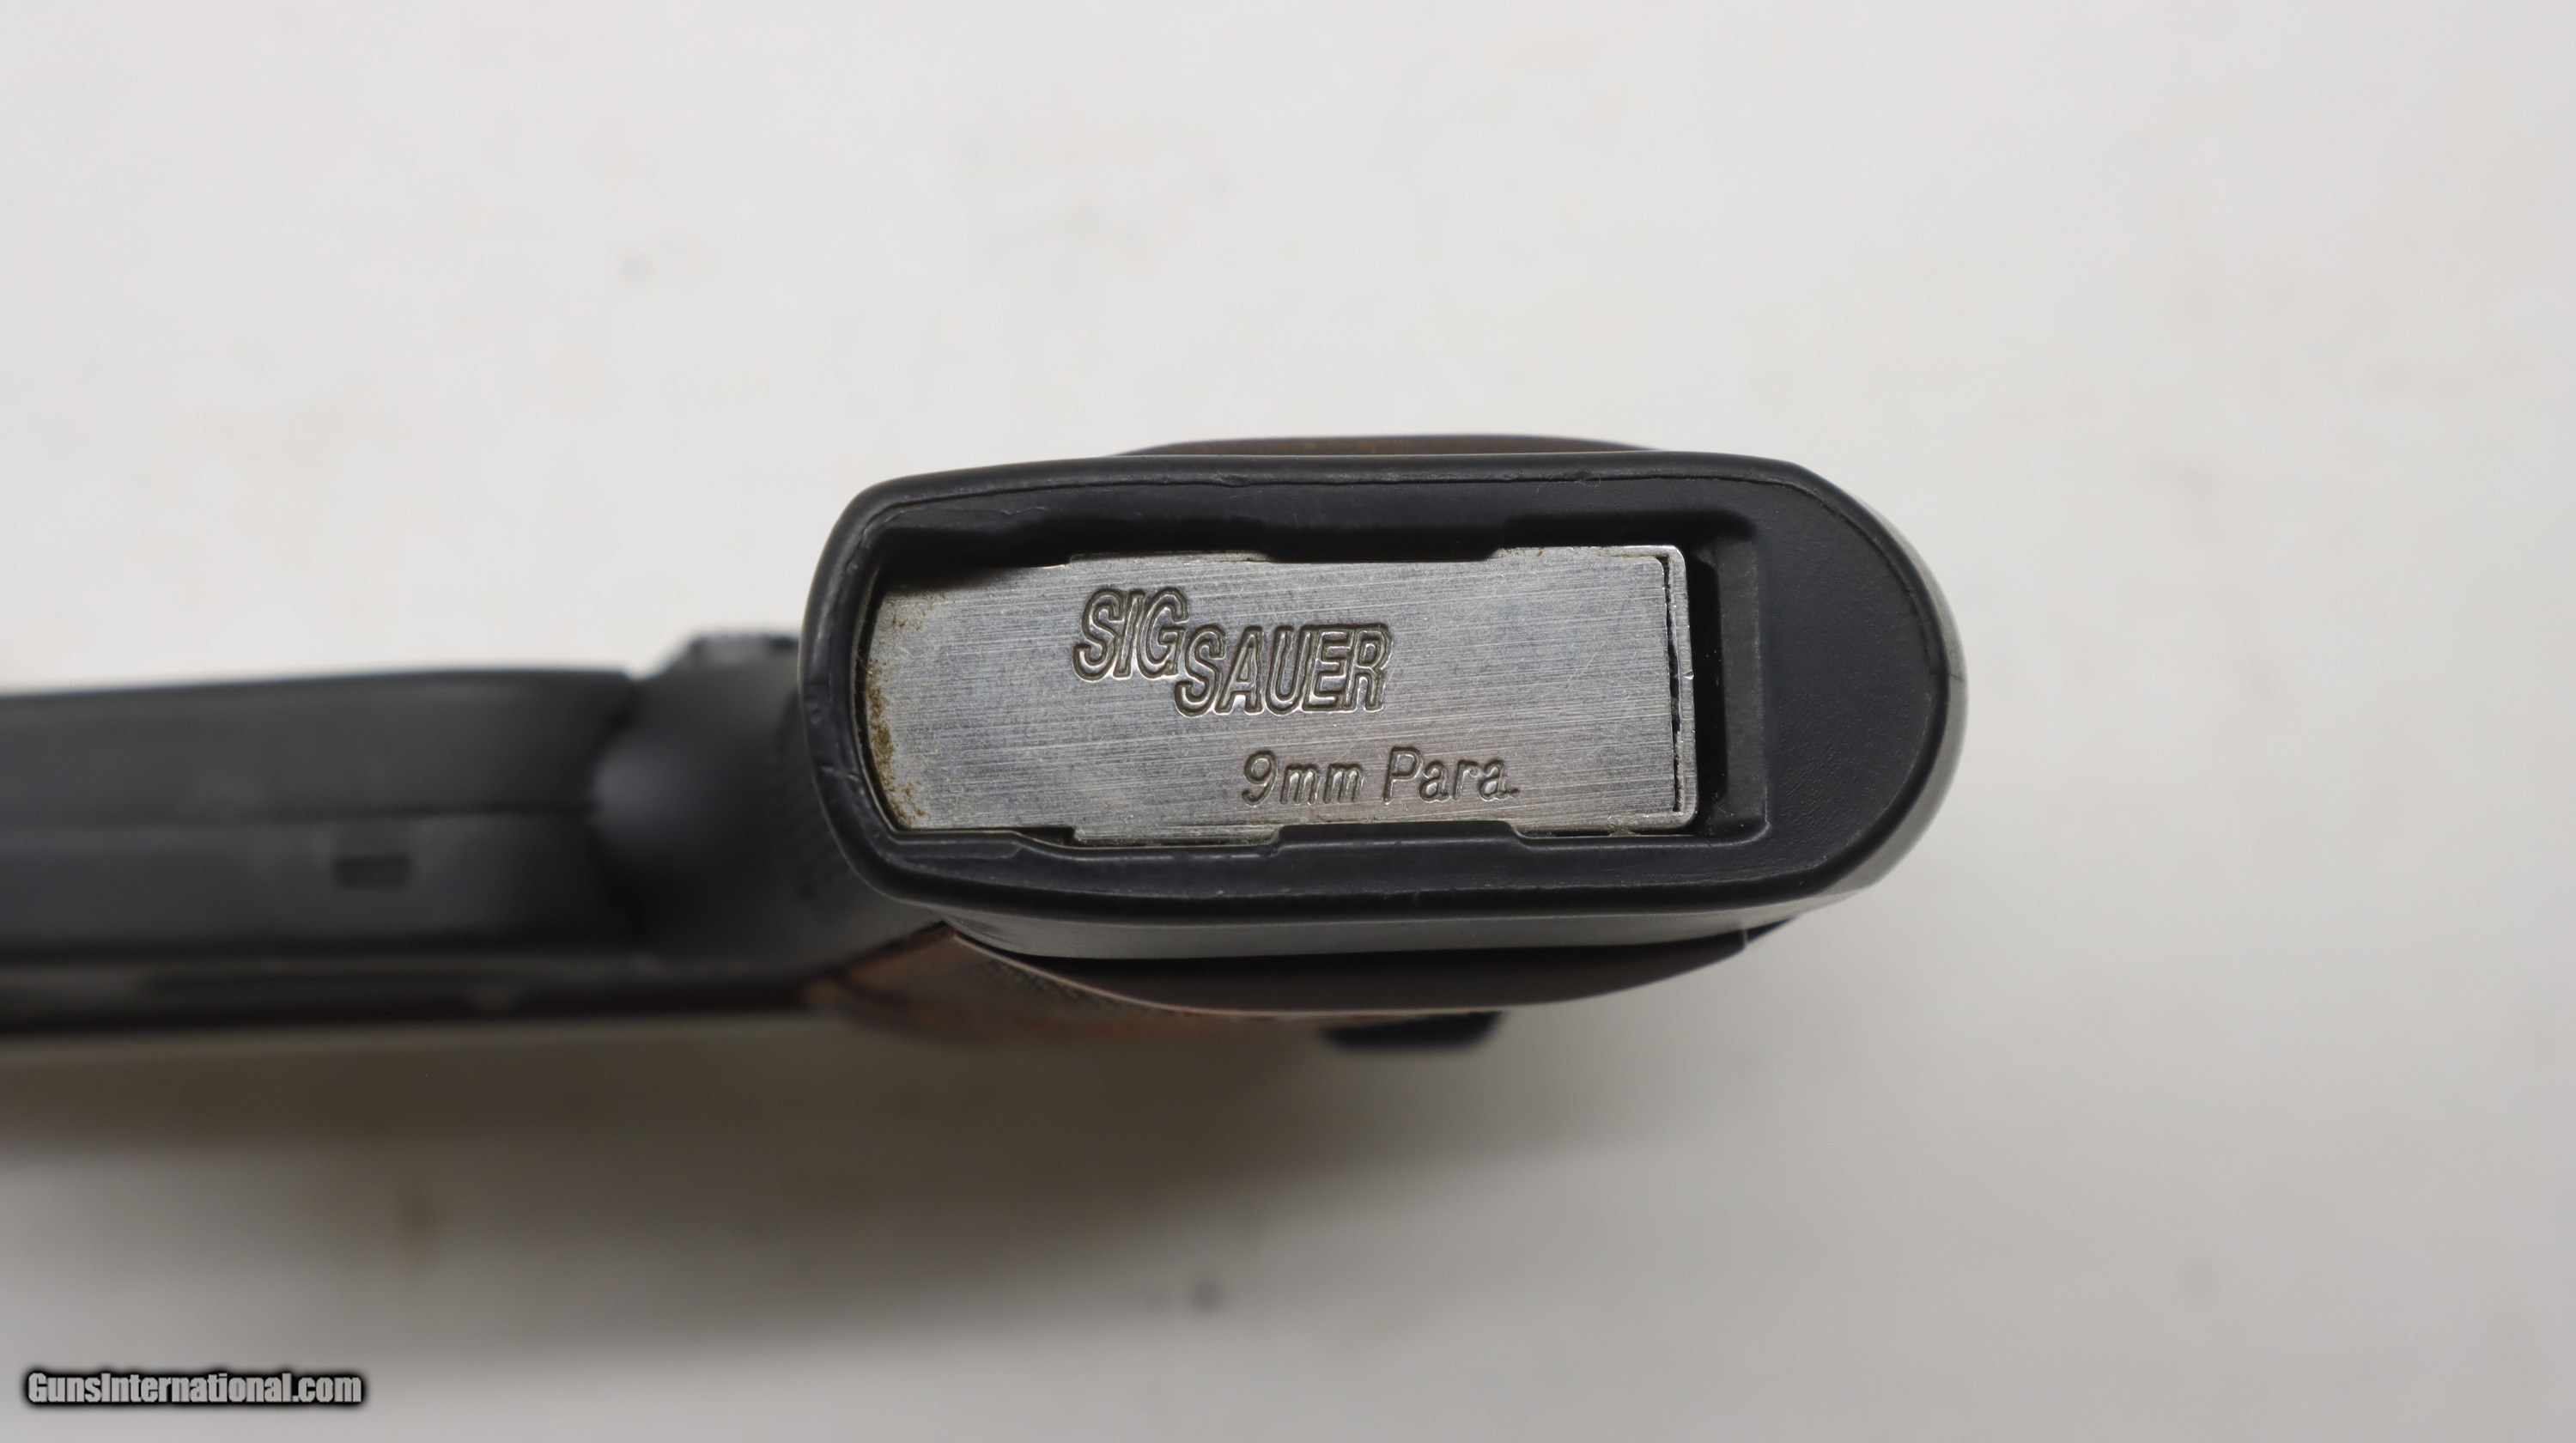 SIG
SAUER
9mm Para.
GunsInternational.com